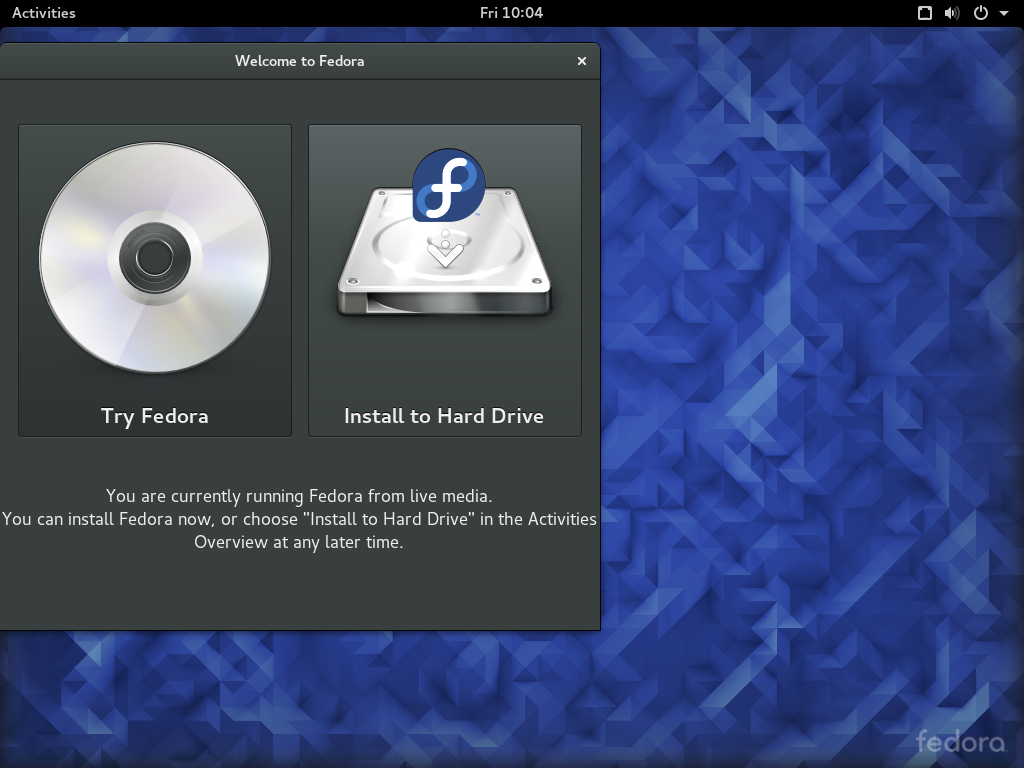 Activities
Fri 10:04
Welcome to Fedora
Try Fedora
Install to Hard Drive
You are currently running Fedora from live media.
You can install Fedora now, or choose "Install to Hard Drive" in the Activities
Overview at any later time.
fedora